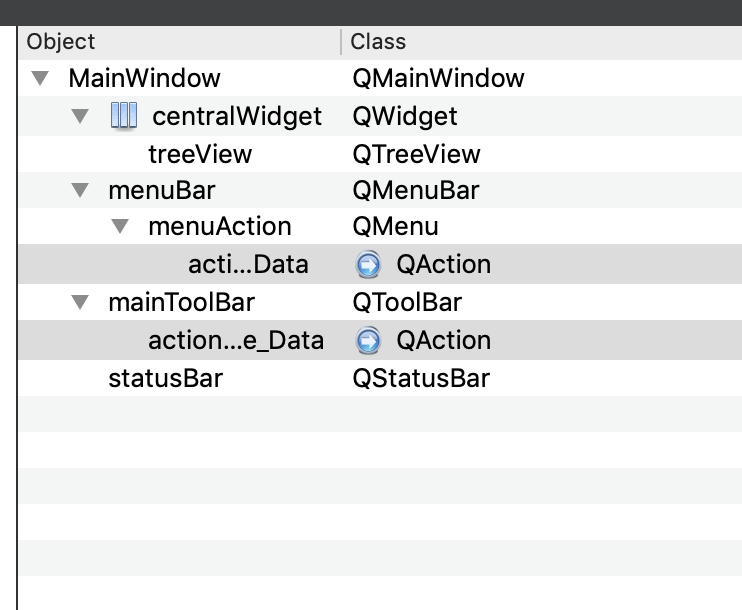 Object Class
MainWindow QMainWindow
centralWidget QWidget
treeView QTreeView
menuBar QMenuBar
menuAction QMenu
acti...Data QAction
mainToolBar QToolBar
action...e_Data QAction
statusBar QStatusBar